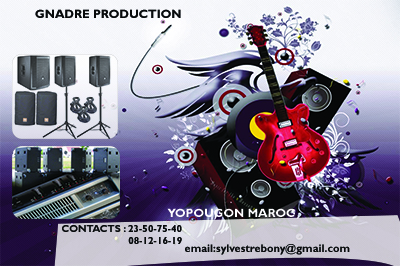 GNADRE PRODUCTION
YOPOUGON MAROC
CONTACTS : 23-50-75-40
08-12-16-19
email:sylvestrebony@gmail.com